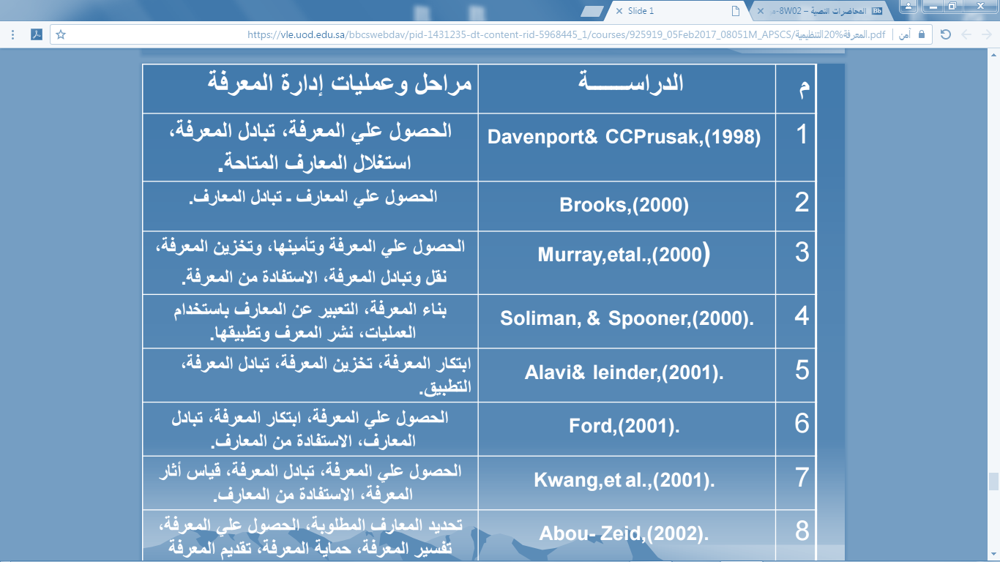 المحاضرات النصية – 8W02-م
Slide 1
https://vle.uod.edu.sa/bbcswebdav/pid-1431235-dt-content-rid-5968445_1/courses/925919_05Feb2017_08051M_APSCS/المعرفة%20التنظيمية.pdf
آمن
م الدراســــــة مراحل وعمليات إدارة المعرفة
1 Davenport& CCPrusak,(1998) الحصول علي المعرفة، تبادل المعرفة،
استغلال المعارف المتاحة.
2 Brooks,(2000) الحصول علي المعارف ـ تبادل المعارف.
3 Murray,etal.,(2000) الحصول علي المعرفة وتأمينها، وتخزين المعرفة،
نقل وتبادل المعرفة، الاستفادة من المعرفة.
4 Soliman, & Spooner,(2000). بناء المعرفة، التعبير عن المعارف باستخدام
العمليات، نشر المعرف وتطبيقها.
5 Alavi& leinder,(2001). ابتكار المعرفة، تخزين المعرفة، تبادل المعرفة،
التطبيق.
6 Ford,(2001). الحصول علي المعرفة، ابتكار المعرفة، تبادل
المعارف، الاستفادة من المعارف.
7 Kwang,et al.,(2001). الحصول علي المعرفة، تبادل المعرفة، قياس أثار
المعرفة، الاستفادة من المعارف.
8 Abou- Zeid,(2002). تحديد المعارف المطلوبة، الحصول علي المعرفة،
تفسير المعرفة، حماية المعرفة، تقديم المعرفة